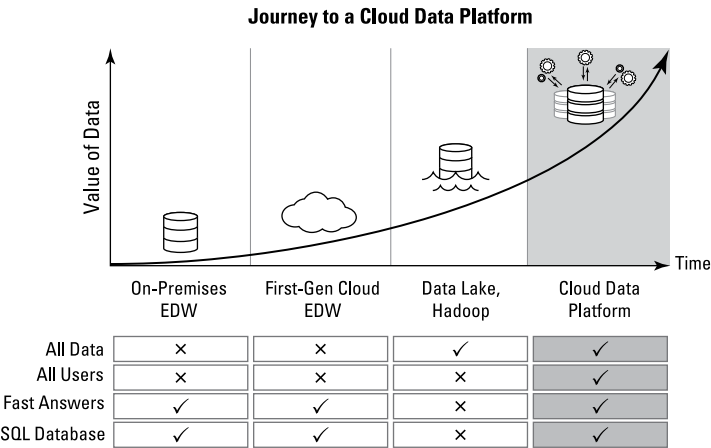 Journey to a Cloud Data Platform
Value of Data
Time
On-Premises EDW
First-Gen Cloud EDW
Data Lake, Hadoop
Cloud Data Platform
All Data × × ✓ ✓
All Users × × × ✓
Fast Answers ✓ ✓ × ✓
SQL Database ✓ ✓ × ✓